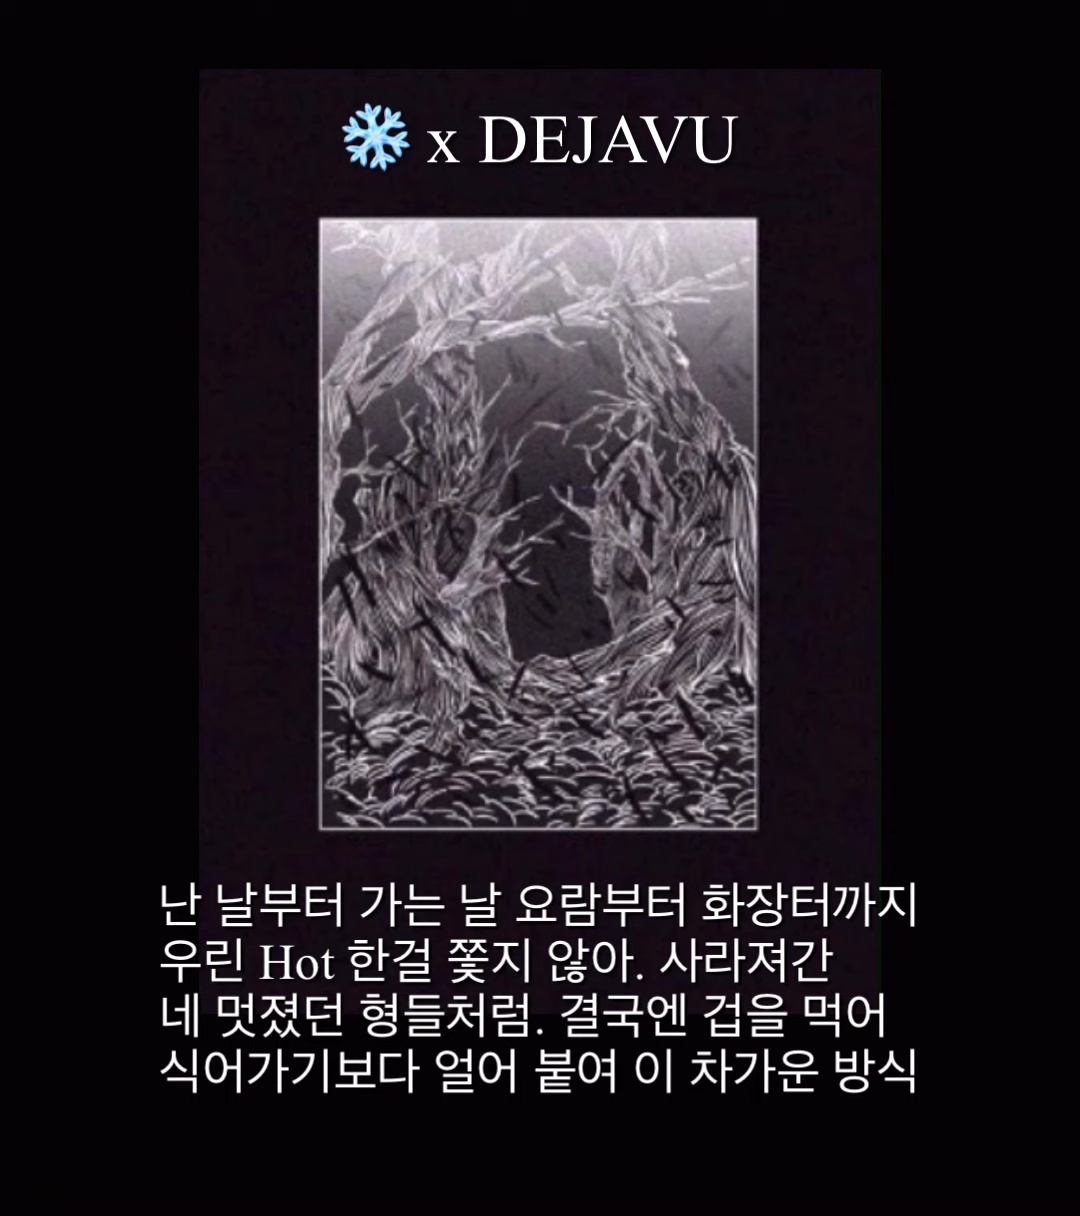 ❄️ x DEJAVU
난 날부터 가는 날 요람부터 화장터까지
우린 Hot 한걸 쫓지 않아. 사라져간
네 멋졌던 형들처럼. 결국엔 겁을 먹어
식어가기보다 얼어 붙여 이 차가운 방식